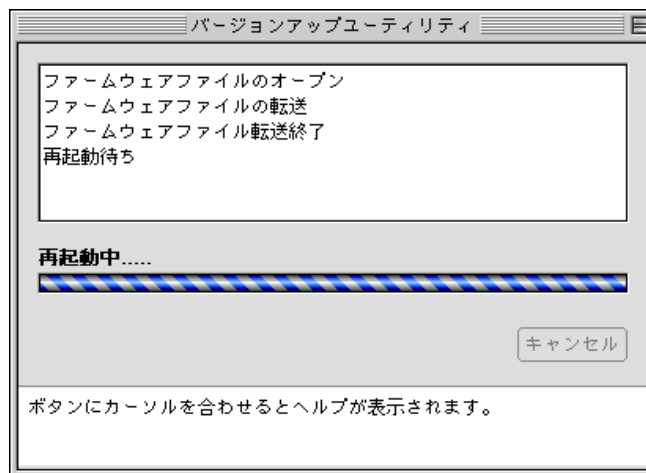 バージョンアップユーティリティ
ファームウェアファイルのオープン
ファームウェアファイルの転送
ファームウェアファイル転送終了
再起動待ち
再起動中.....
キャンセル
ボタンにカーソルを合わせるとヘルプが表示されます。